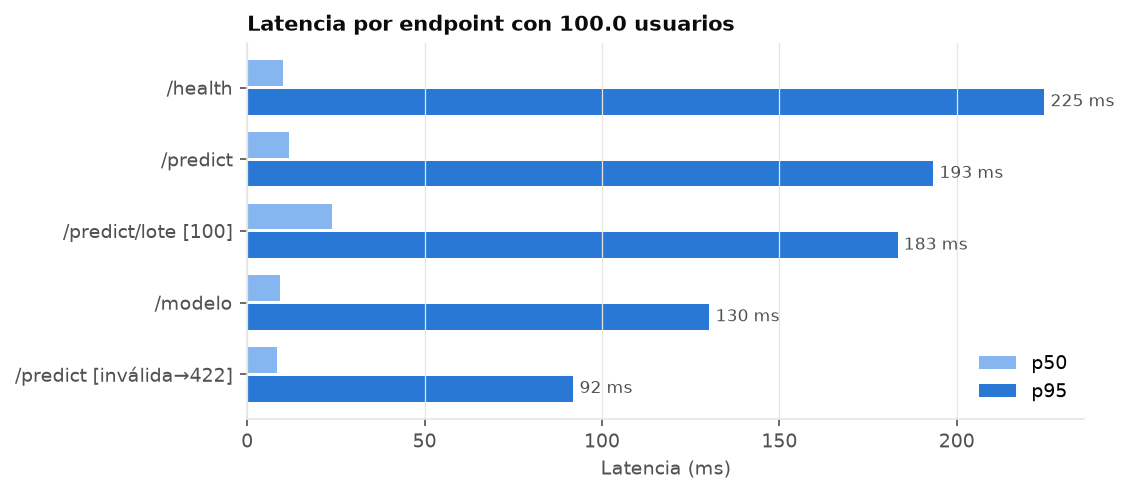 Latencia por endpoint con 100.0 usuarios
/health
225 ms
/predict
193 ms
/predict/lote [100]
183 ms
/modelo
130 ms
/predict [inválida→422]
92 ms
p50
p95
0 50 100 150 200
Latencia (ms)